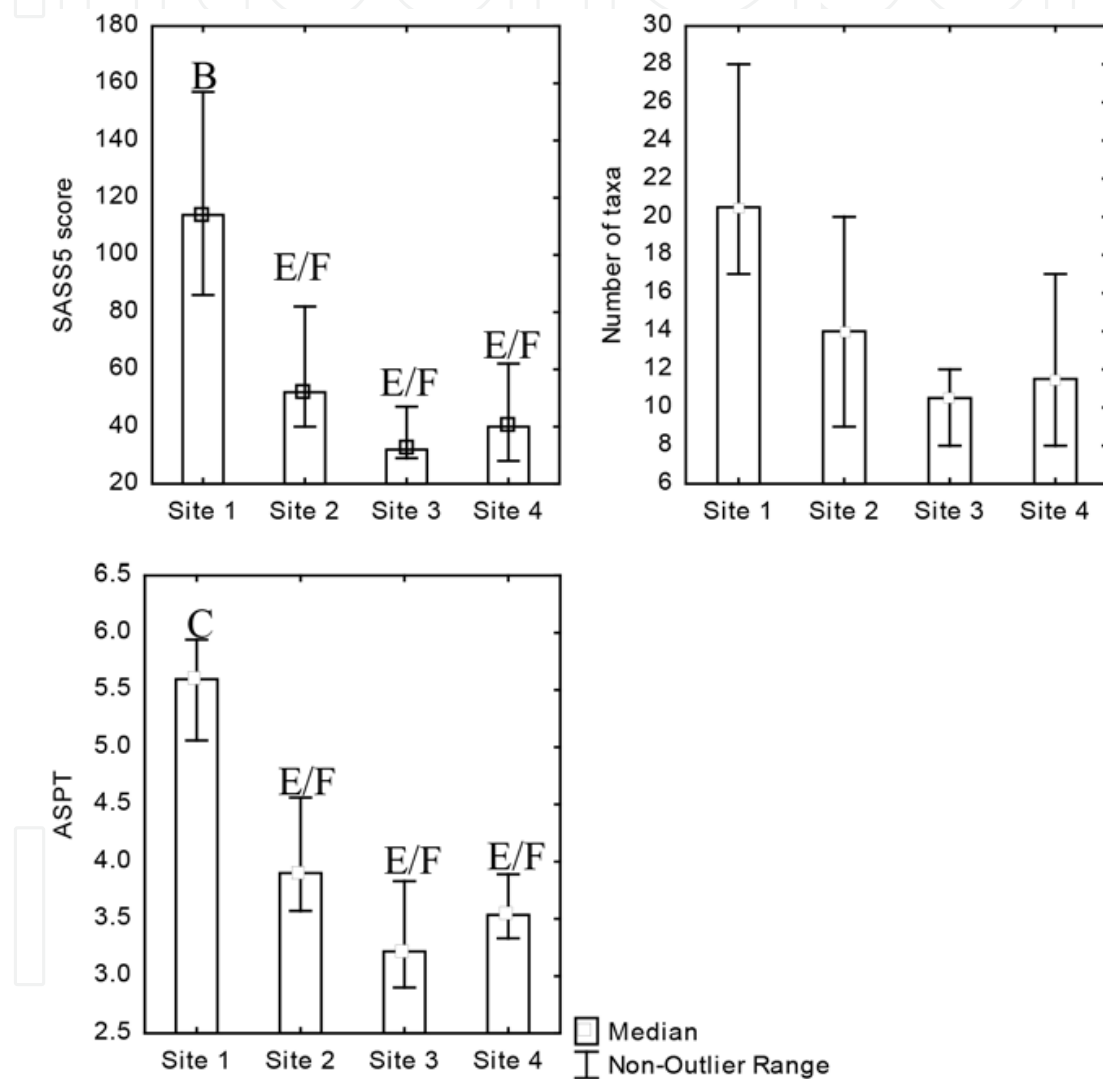 180
160
140
120
100
80
60
40
20
SASS5 score
B
E/F
E/F
E/F
Site 1 Site 2 Site 3 Site 4
30
28
26
24
22
20
18
16
14
12
10
8
6
Number of taxa
Site 1 Site 2 Site 3 Site 4
6.5
6.0
5.5
5.0
4.5
4.0
3.5
3.0
2.5
ASPT
C
E/F
E/F
E/F
Site 1 Site 2 Site 3 Site 4
Median
Non-Outlier Range